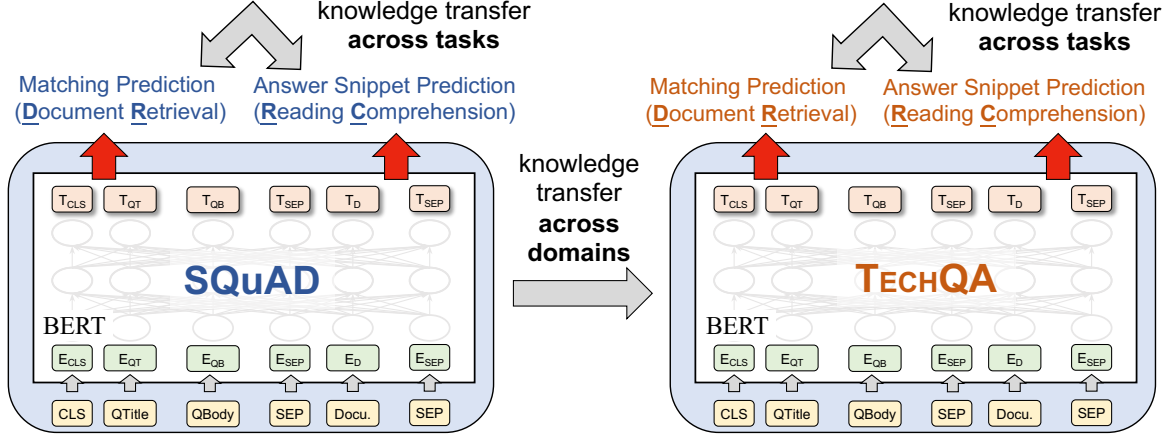 knowledge transfer
across tasks
Matching Prediction
(Document Retrieval)
Answer Snippet Prediction
(Reading Comprehension)
TCLS TQT TQB TSEP TD TSEP
SQuAD
BERT
ECLS EQT EQB ESEP ED ESEP
CLS QTitle QBody SEP Docu. SEP
knowledge
transfer
across
domains
knowledge transfer
across tasks
Matching Prediction
(Document Retrieval)
Answer Snippet Prediction
(Reading Comprehension)
TCLS TQT TQB TSEP TD TSEP
TECHQA
BERT
ECLS EQT EQB ESEP ED ESEP
CLS QTitle QBody SEP Docu. SEP